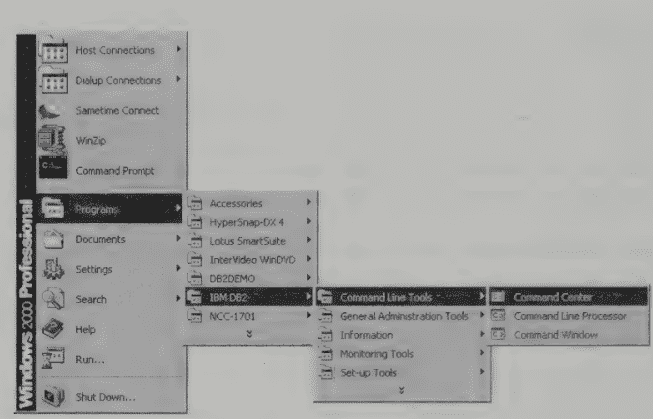 Host Connections
Dialup Connections
Sametime Connect
WinZip
Command Prompt
Programs
Documents
Settings
Search
Help
Run...
Shut Down...
Windows 2000 Professional
Accessories
HyperSnap-DX 4
Lotus SmartSuite
InterVideo WinDVD
DB2DEMO
IBM DB2
NCC-1701
Command Line Tools
General Administration Tools
Information
Monitoring Tools
Set-up Tools
Command Center
Command Line Processor
Command Window